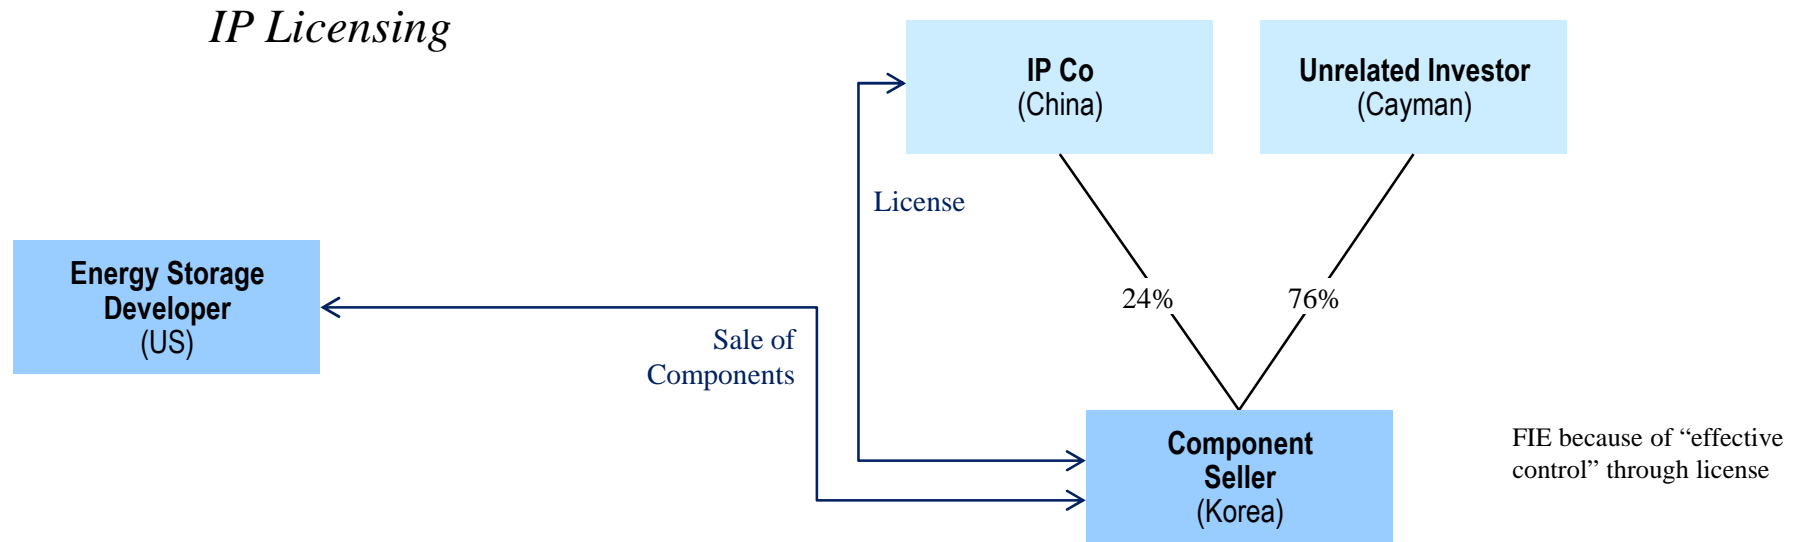 IP Licensing
IP Co
(China)
Unrelated Investor
(Cayman)
License
Energy Storage
Developer
(US)
24%
76%
Sale of
Components
Component
Seller
(Korea)
FIE because of “effective
control” through license